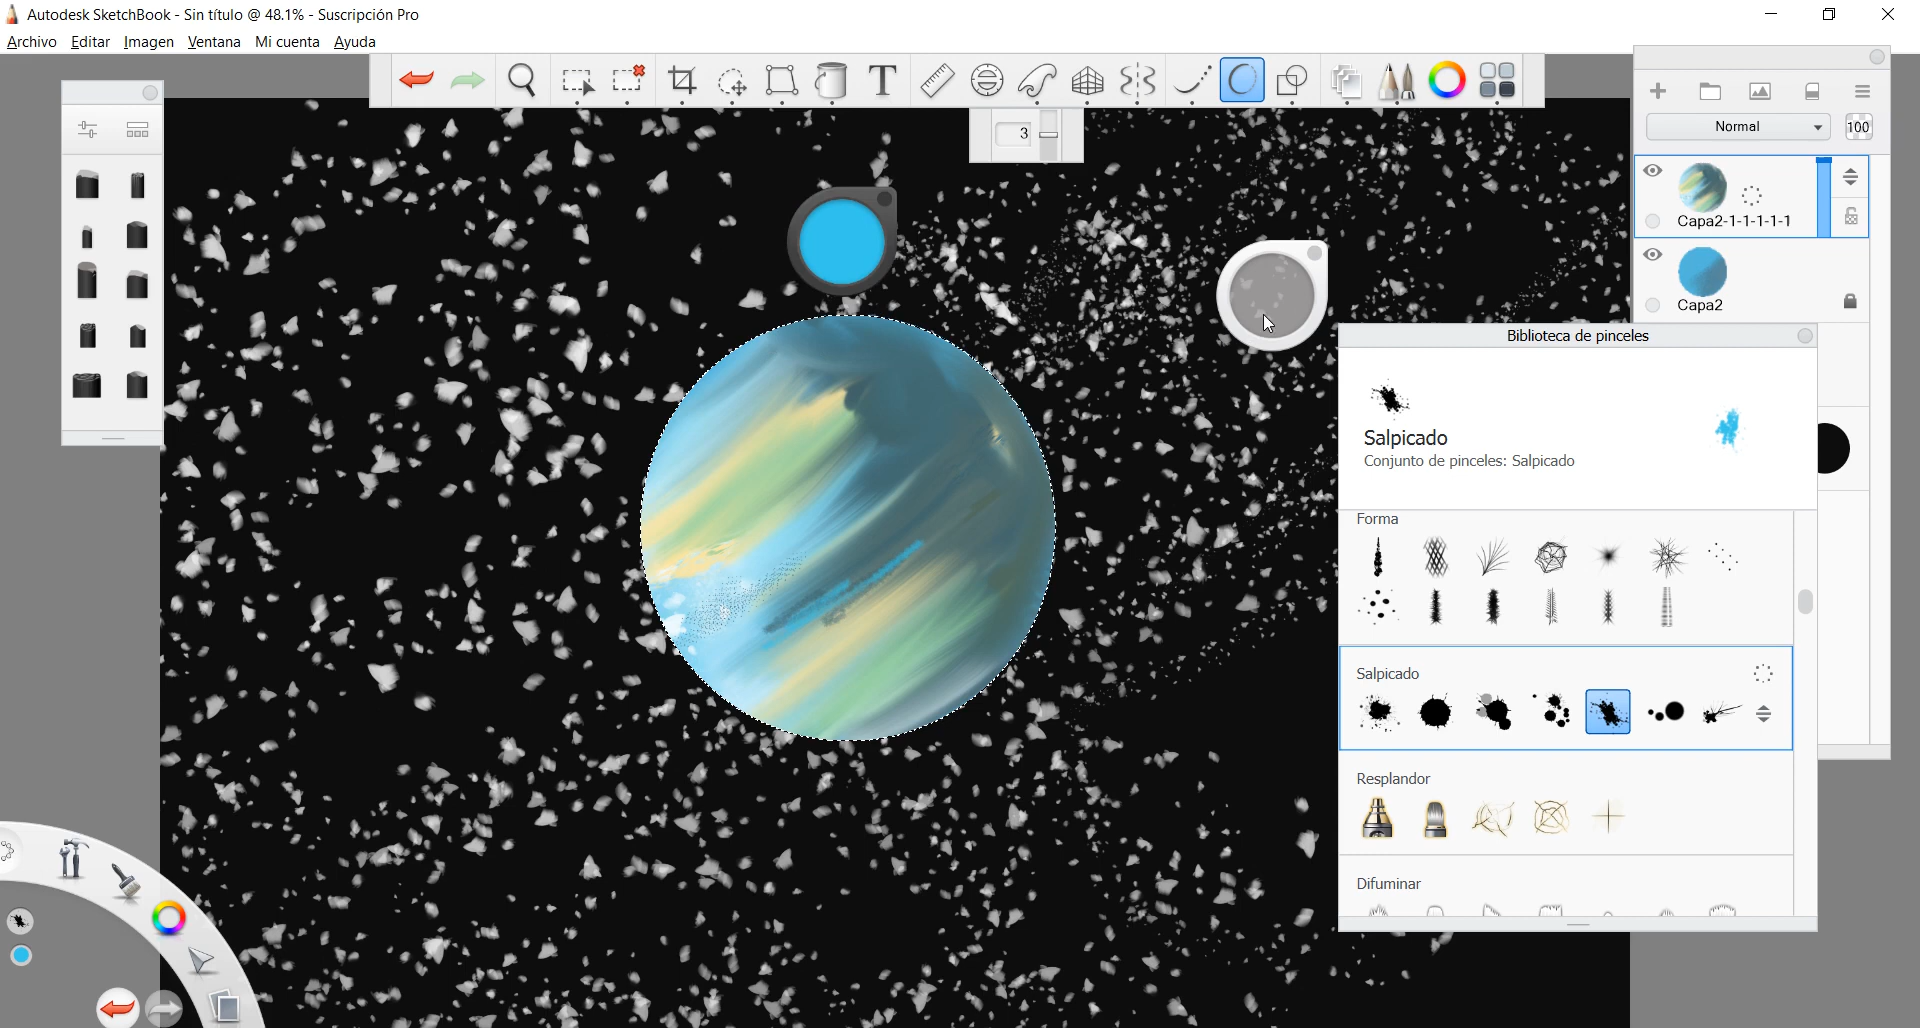 Autodesk SketchBook - Sin título @ 48.1% - Suscripción Pro
Archivo Editar Imagen Ventana Mi cuenta Ayuda
T
3
Normal
100
Capa2-1-1-1-1-1
Capa2
Biblioteca de pinceles
Salpicado
Conjunto de pinceles: Salpicado
Forma
Salpicado
Resplandor
Difuminar